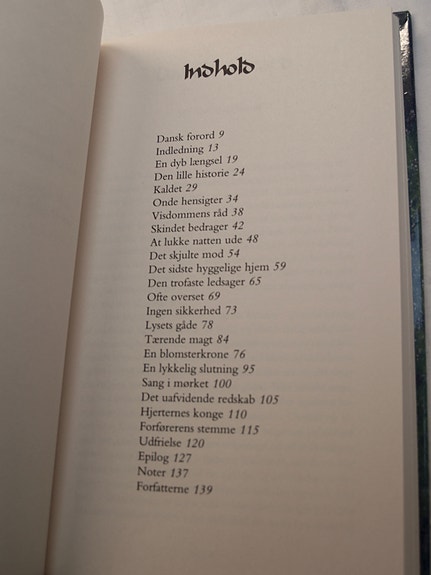 Indhold
Dansk forord 9
Indledning 13
En dyb længsel 19
Den lille historie 24
Kaldet 29
Onde hensigter 34
Visdommens råd 38
Skindet bedrager 42
At lukke natten ude 48
Det skjulte mod 54
Det sidste hyggelige hjem 59
Den trofaste ledsager 65
Ofte overset 69
Ingen sikkerhed 73
Lysets gåde 78
Tærende magt 84
En blomsterkrone 76
En lykkelig slutning 95
Sang i mørket 100
Det uafvidende redskab 105
Hjerternes konge 110
Forførerens stemme 115
Udfrielse 120
Epilog 127
Noter 137
Forfatterne 139